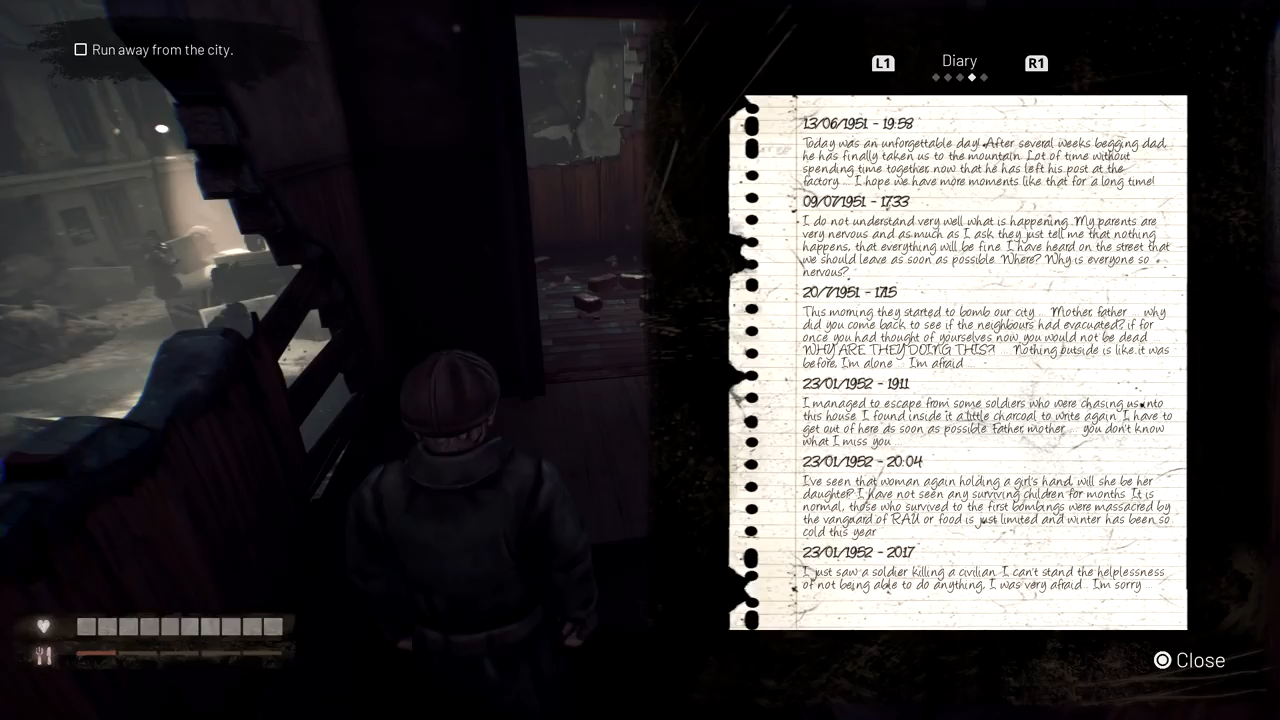 Run away from the city.
L1 Diary R1
13/06/1951 - 19:58
Today was an unforgettable day! After several weeks begging dad,
he has finally taken us to the mountain. Lot of time without
spending time together now that he has left his post at the
factory... I hope we have more moments like that for a long time!
09/07/1951 - 17:33
I do not understand very well what is happening. My parents are
very nervous and as much as I ask they just tell me that nothing
happens, that everything will be fine. I have heard on the street that
we should leave as soon as possible. Where? Why is everyone so
nervous?
20/7/1951 - 17:15
This morning they started to bomb our city... Mother, father... why
did you come back to see if the neighbours had evacuated? if for
once you had thought of yourselves now you would not be dead...
WHY ARE THEY DOING THIS? ... Nothing outside is like it was
before. I'm alone... I'm afraid...
23/01/1952 - 19:11
I managed to escape from some soldiers who were chasing us into
this house. I found inside it a little charcoal to write again. I have to
get out of here as soon as possible. Father, mother... you don't know
what I miss you...
23/01/1952 - 20:04
I've seen that woman again holding a girl's hand, will she be her
daughter? I have not seen any surviving children for months. It is
normal, those who survived to the first bombings were massacred by
the vanguard of RAU or food is just limited and winter has been so
cold this year
23/01/1952 - 20:17
I just saw a soldier killing a civilian. I can't stand the helplessness
of not being able to do anything. I was very afraid... I'm sorry...
Close